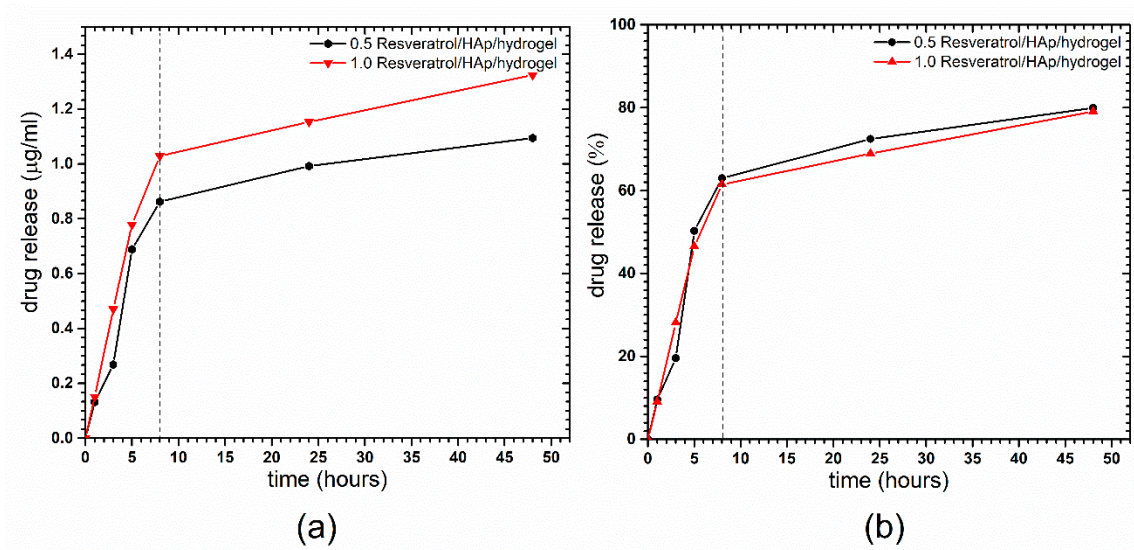 0.5 Resveratrol/HAp/hydrogel
1.0 Resveratrol/HAp/hydrogel
drug release (μg/ml)
1.4
1.2
1.0
0.8
0.6
0.4
0.2
0.0
0 5 10 15 20 25 30 35 40 45 50
time (hours)
(a)
0.5 Resveratrol/HAp/hydrogel
1.0 Resveratrol/HAp/hydrogel
drug release (%)
100
80
60
40
20
0
0 5 10 15 20 25 30 35 40 45 50
time (hours)
(b)